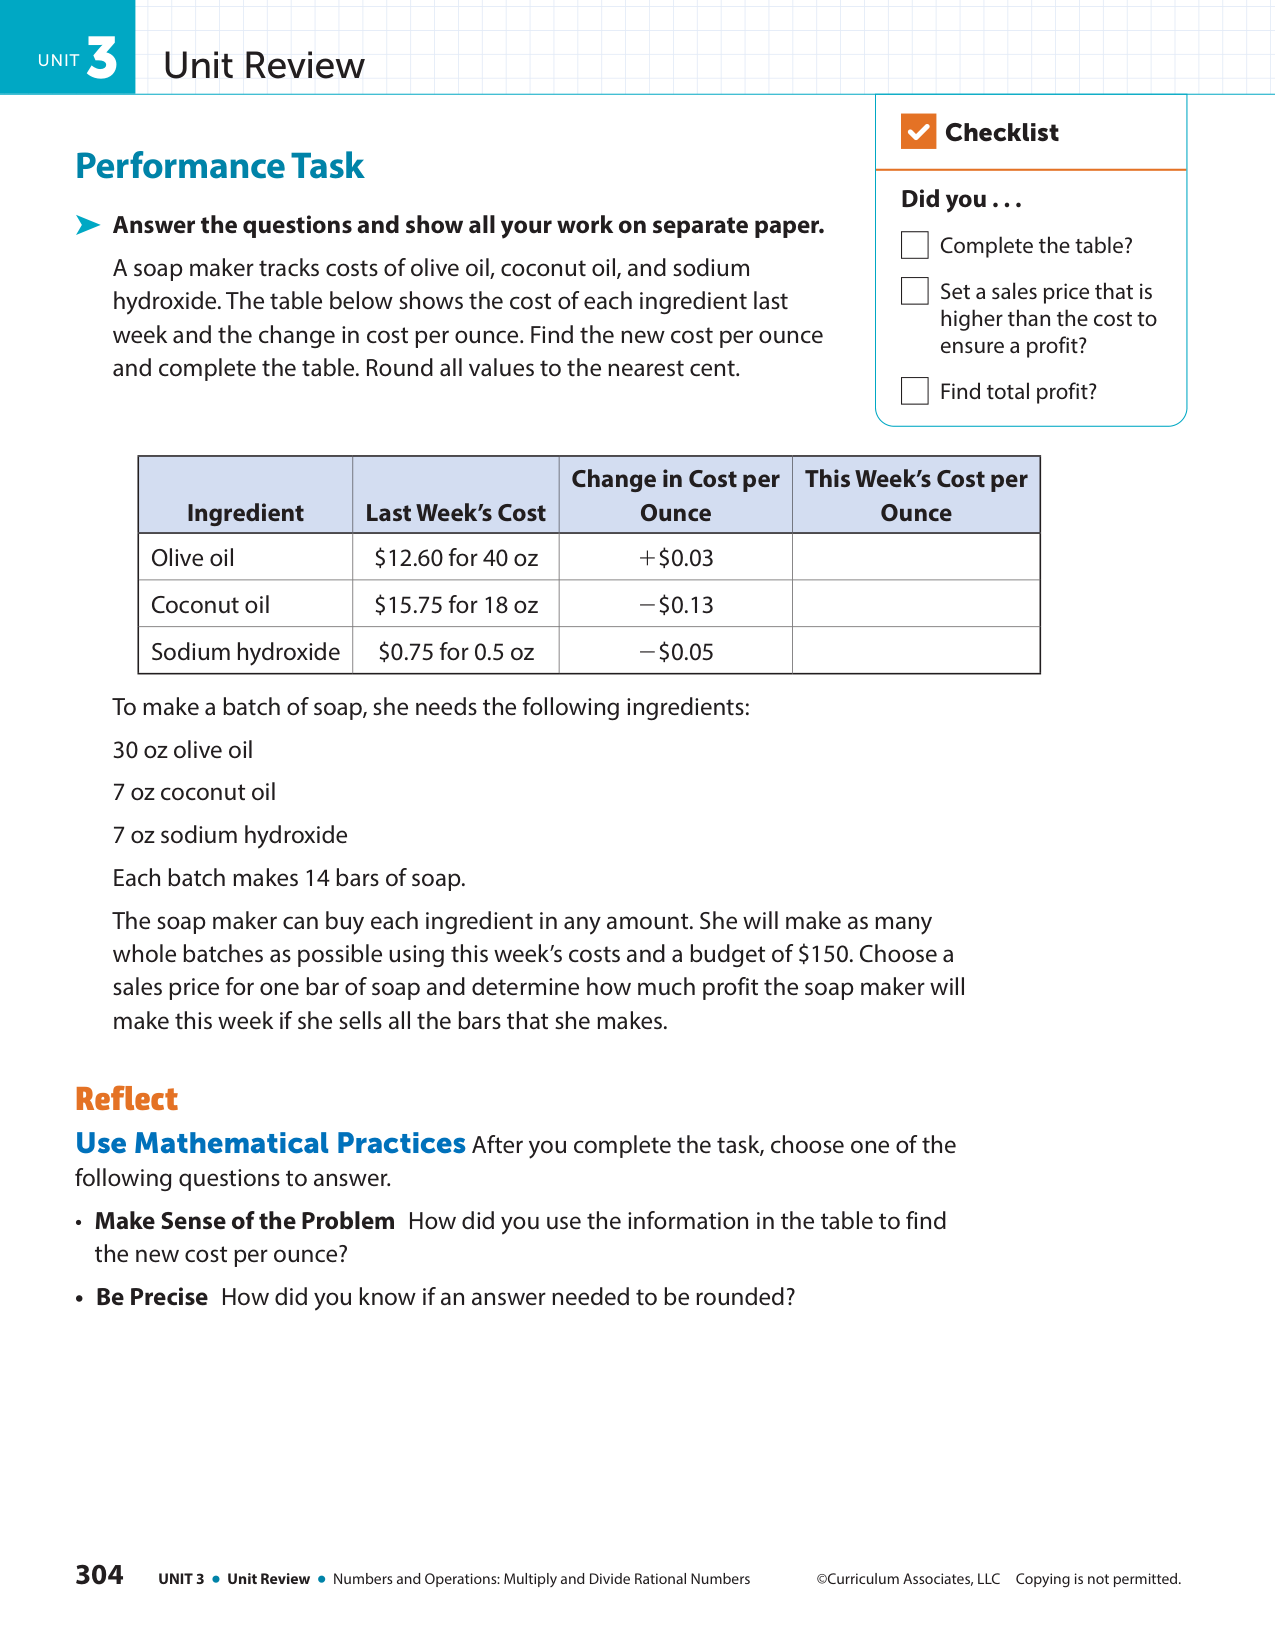 UNIT 3 Unit Review
Checklist
Did you . . .
Complete the table?
Set a sales price that is
higher than the cost to
ensure a profit?
Find total profit?
Performance Task
Answer the questions and show all your work on separate paper.
A soap maker tracks costs of olive oil, coconut oil, and sodium
hydroxide. The table below shows the cost of each ingredient last
week and the change in cost per ounce. Find the new cost per ounce
and complete the table. Round all values to the nearest cent.
Ingredient Last Week’s Cost Change in Cost per Ounce This Week’s Cost per Ounce
Olive oil $12.60 for 40 oz +$0.03
Coconut oil $15.75 for 18 oz −$0.13
Sodium hydroxide $0.75 for 0.5 oz −$0.05
To make a batch of soap, she needs the following ingredients:
30 oz olive oil
7 oz coconut oil
7 oz sodium hydroxide
Each batch makes 14 bars of soap.
The soap maker can buy each ingredient in any amount. She will make as many
whole batches as possible using this week’s costs and a budget of $150. Choose a
sales price for one bar of soap and determine how much profit the soap maker will
make this week if she sells all the bars that she makes.
Reflect
Use Mathematical Practices After you complete the task, choose one of the
following questions to answer.
• Make Sense of the Problem How did you use the information in the table to find
the new cost per ounce?
• Be Precise How did you know if an answer needed to be rounded?
304 UNIT 3 • Unit Review • Numbers and Operations: Multiply and Divide Rational Numbers ©Curriculum Associates, LLC Copying is not permitted.